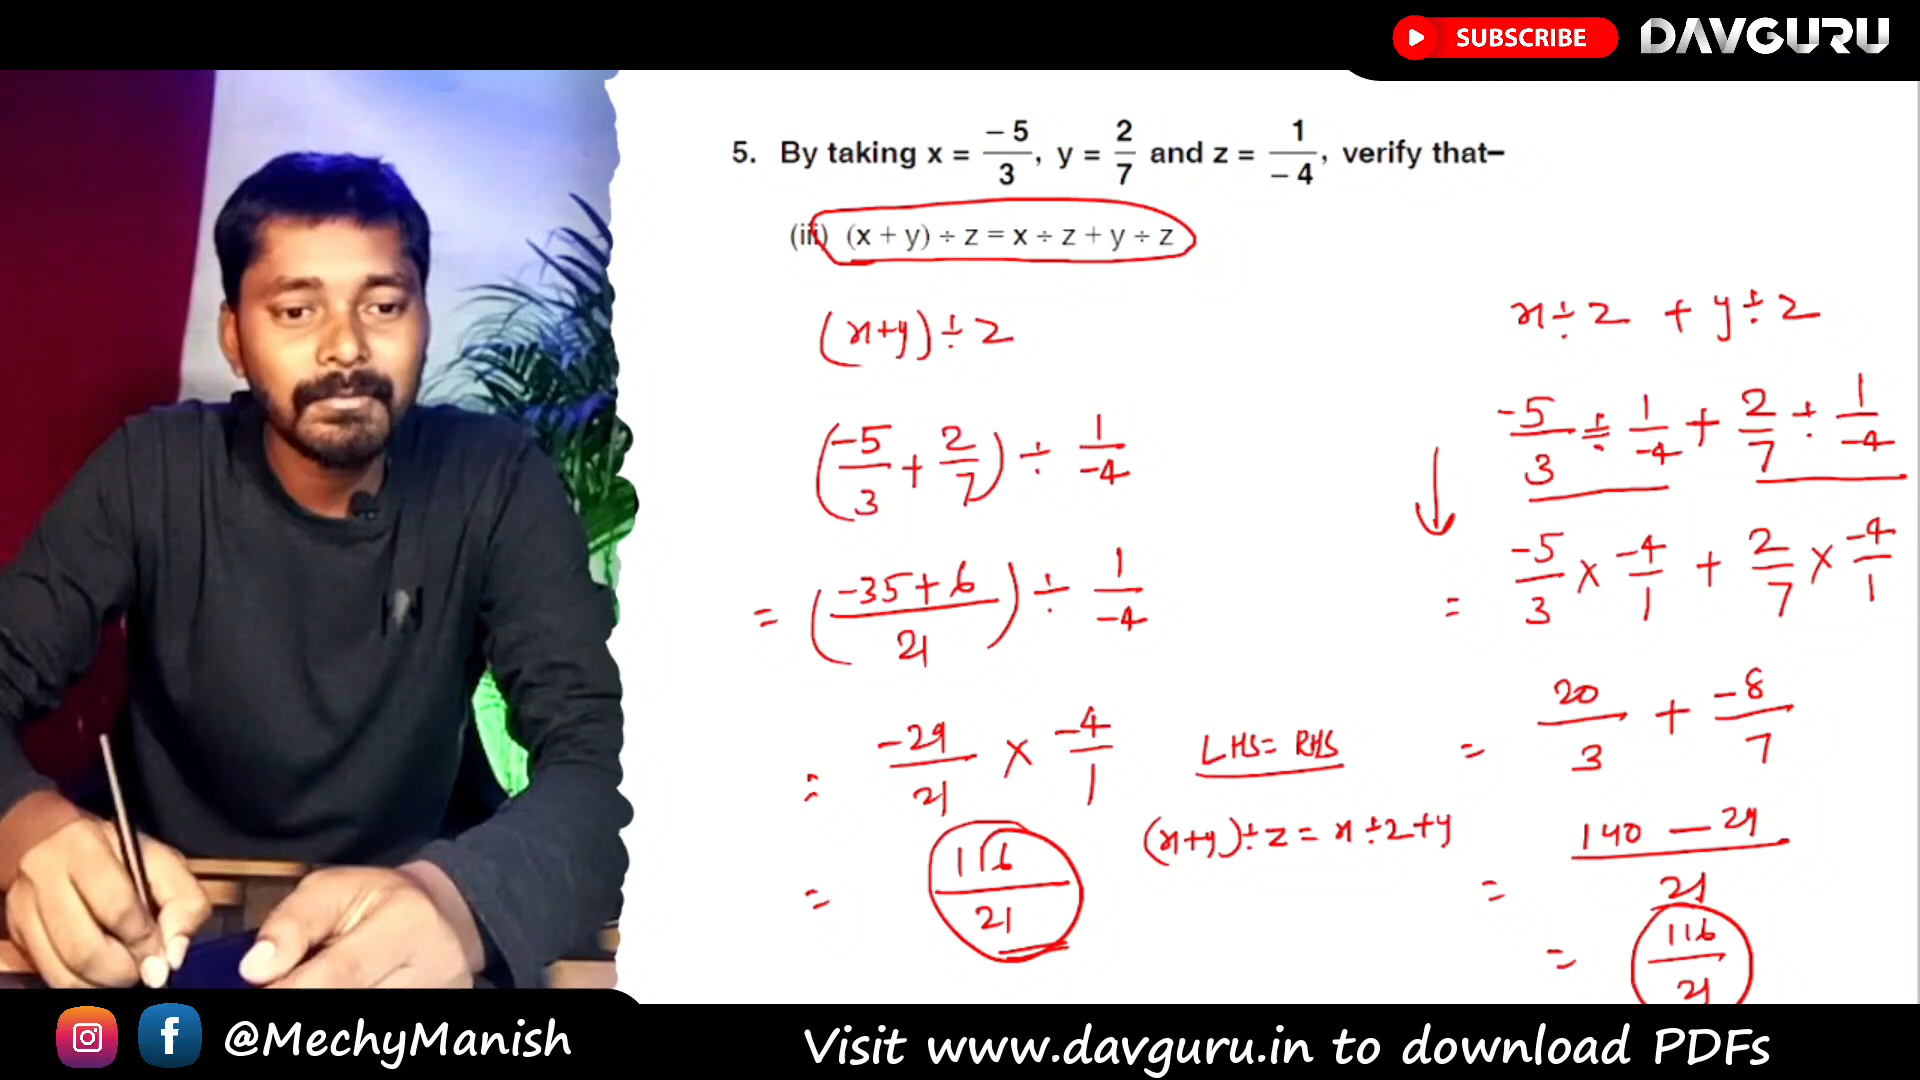 SUBSCRIBE DAVGURU
5. By taking x = -5/3, y = 2/7 and z = 1/-4, verify that–
(iii) (x + y) ÷ z = x ÷ z + y ÷ z
(x+y) ÷ z
(-5/3 + 2/7) ÷ 1/-4
= (-35+6/21) ÷ 1/-4
= -29/21 × -4/1
= 116/21
LHS = RHS
(x+y) ÷ z = x ÷ z + y
x ÷ z + y ÷ z
-5/3 ÷ 1/-4 + 2/7 ÷ 1/-4
= -5/3 × -4/1 + 2/7 × -4/1
= 20/3 + -8/7
= 140 - 24/21
= 116/21
@MechyManish
Visit www.davguru.in to download PDFs